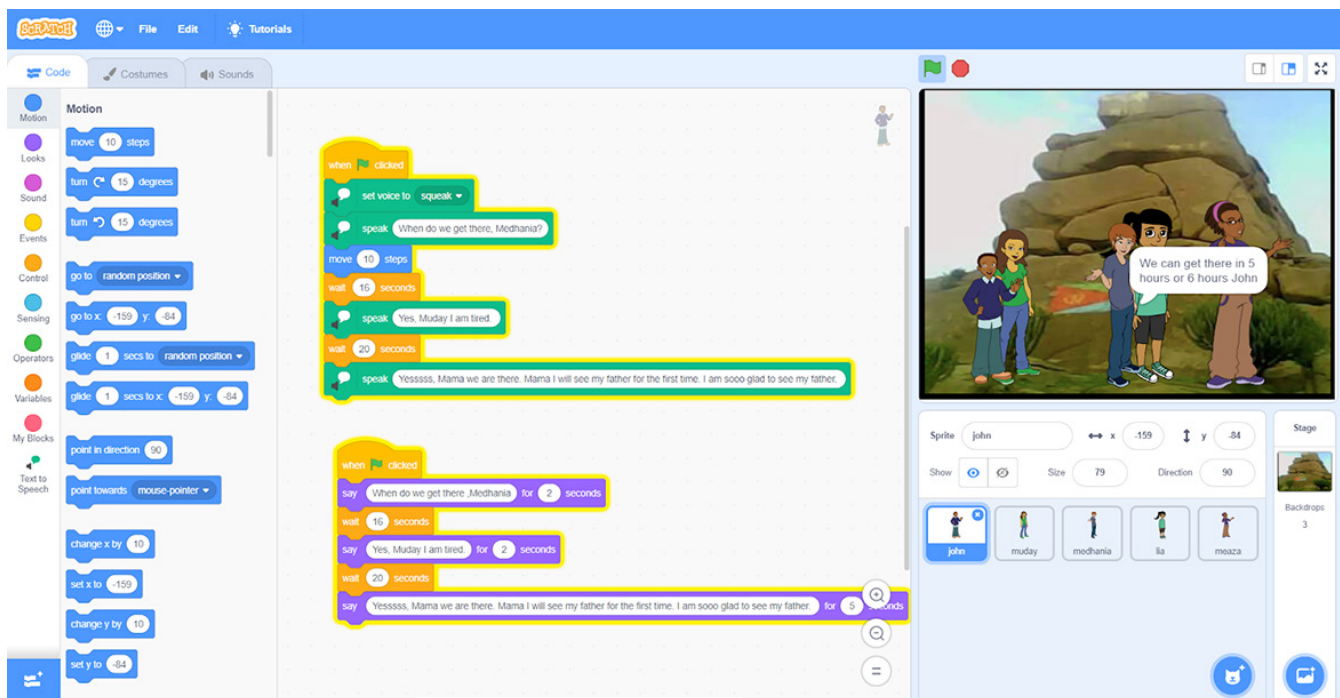 SCRATCH File Edit Tutorials
Code Costumes Sounds
Motion
Looks
Sound
Events
Control
Sensing
Operators
Variables
My Blocks
Text to
Speech
Motion
move 10 steps
turn 15 degrees
turn 15 degrees
go to random position
go to x: -159 y: -84
glide 1 secs to random position
glide 1 secs to x: -159 y: -84
point in direction 90
point towards mouse-pointer
change x by 10
set x to -159
change y by 10
set y to -84
when clicked
set voice to squeak
speak When do we get there, Medhania?
move 10 steps
wait 16 seconds
speak Yes, Muday I am tired.
wait 20 seconds
speak Yesssss, Mama we are there. Mama I will see my father for the first time. I am sooo glad to see my father.
when clicked
say When do we get there ,Medhania for 2 seconds
wait 16 seconds
say Yes, Muday I am tired. for 2 seconds
wait 20 seconds
say Yesssss, Mama we are there. Mama I will see my father for the first time. I am sooo glad to see my father. for 5 onds
We can get there in 5
hours or 6 hours John
Sprite john x -159 y -84
Show Size 79 Direction 90
john muday medhania lia meaza
Stage
Backdrops
3